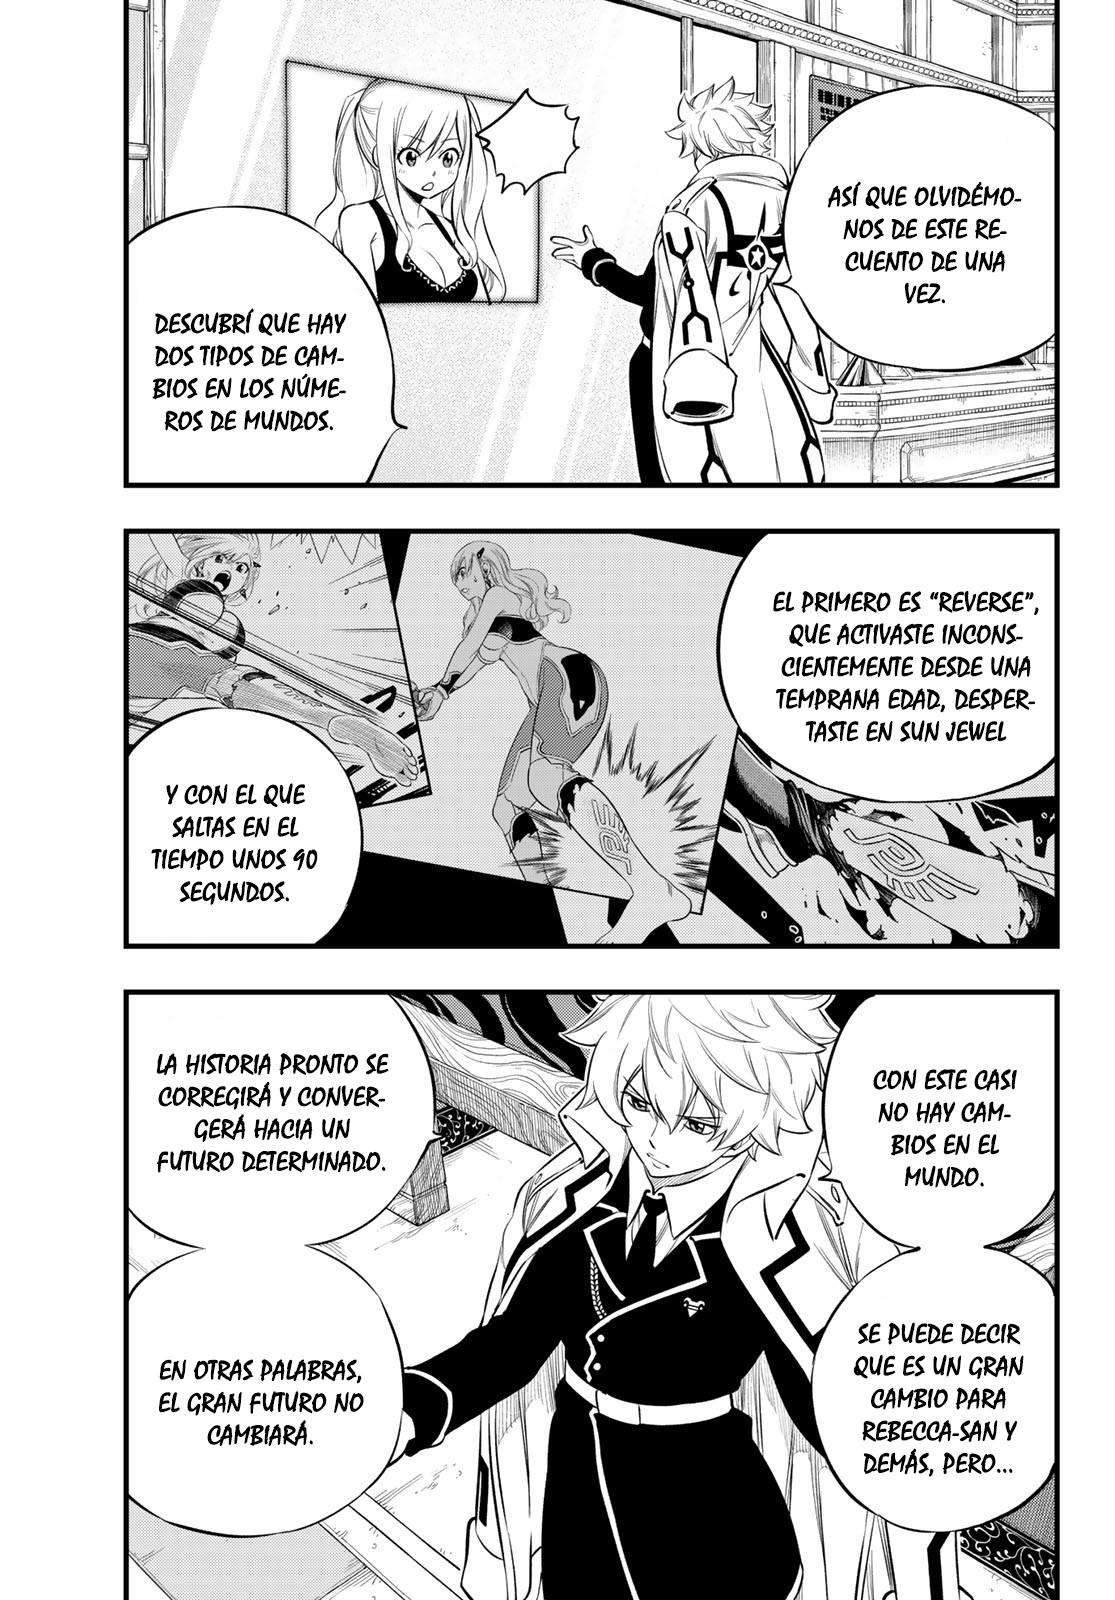 ASÍ QUE OLVIDÉMO-
NOS DE ESTE RE-
CUENTO DE UNA
VEZ.
DESCUBRÍ QUE HAY
DOS TIPOS DE CAM-
BIOS EN LOS NÚME-
ROS DE MUNDOS.
EL PRIMERO ES “REVERSE”,
QUE ACTIVASTE INCONS-
CIENTEMENTE DESDE UNA
TEMPRANA EDAD, DESPER-
TASTE EN SUN JEWEL
Y CON EL QUE
SALTAS EN EL
TIEMPO UNOS 90
SEGUNDOS.
CON ESTE CASI
NO HAY CAM-
BIOS EN EL
MUNDO.
SE PUEDE DECIR
QUE ES UN GRAN
CAMBIO PARA
REBECCA-SAN Y
DEMÁS, PERO...
LA HISTORIA PRONTO SE
CORREGIRÁ Y CONVER-
GERÁ HACIA UN
FUTURO DETERMINADO.
EN OTRAS PALABRAS,
EL GRAN FUTURO NO
CAMBIARÁ.